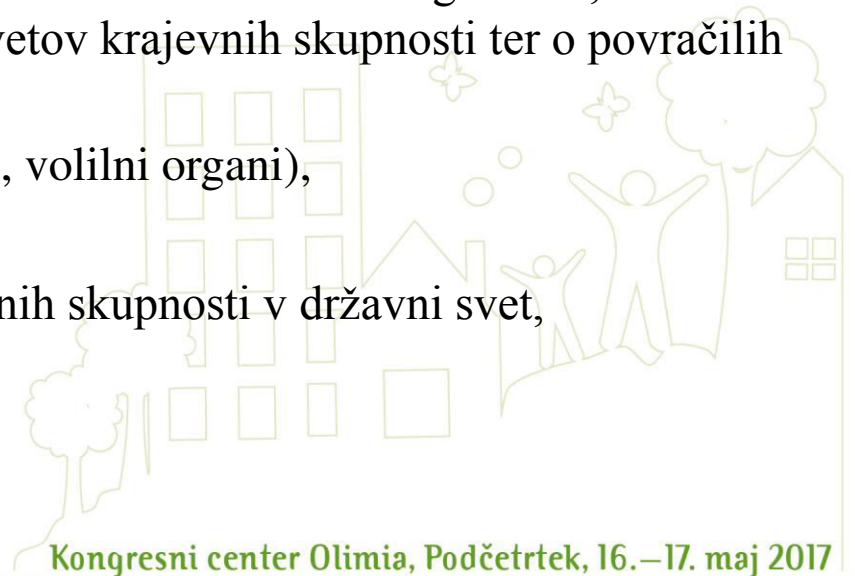 vetov krajevnih skupnosti ter o povračilih
, volilni organi),
nih skupnosti v državni svet,
Kongresni center Olimia, Podčetrtek, 16.–17. maj 2017